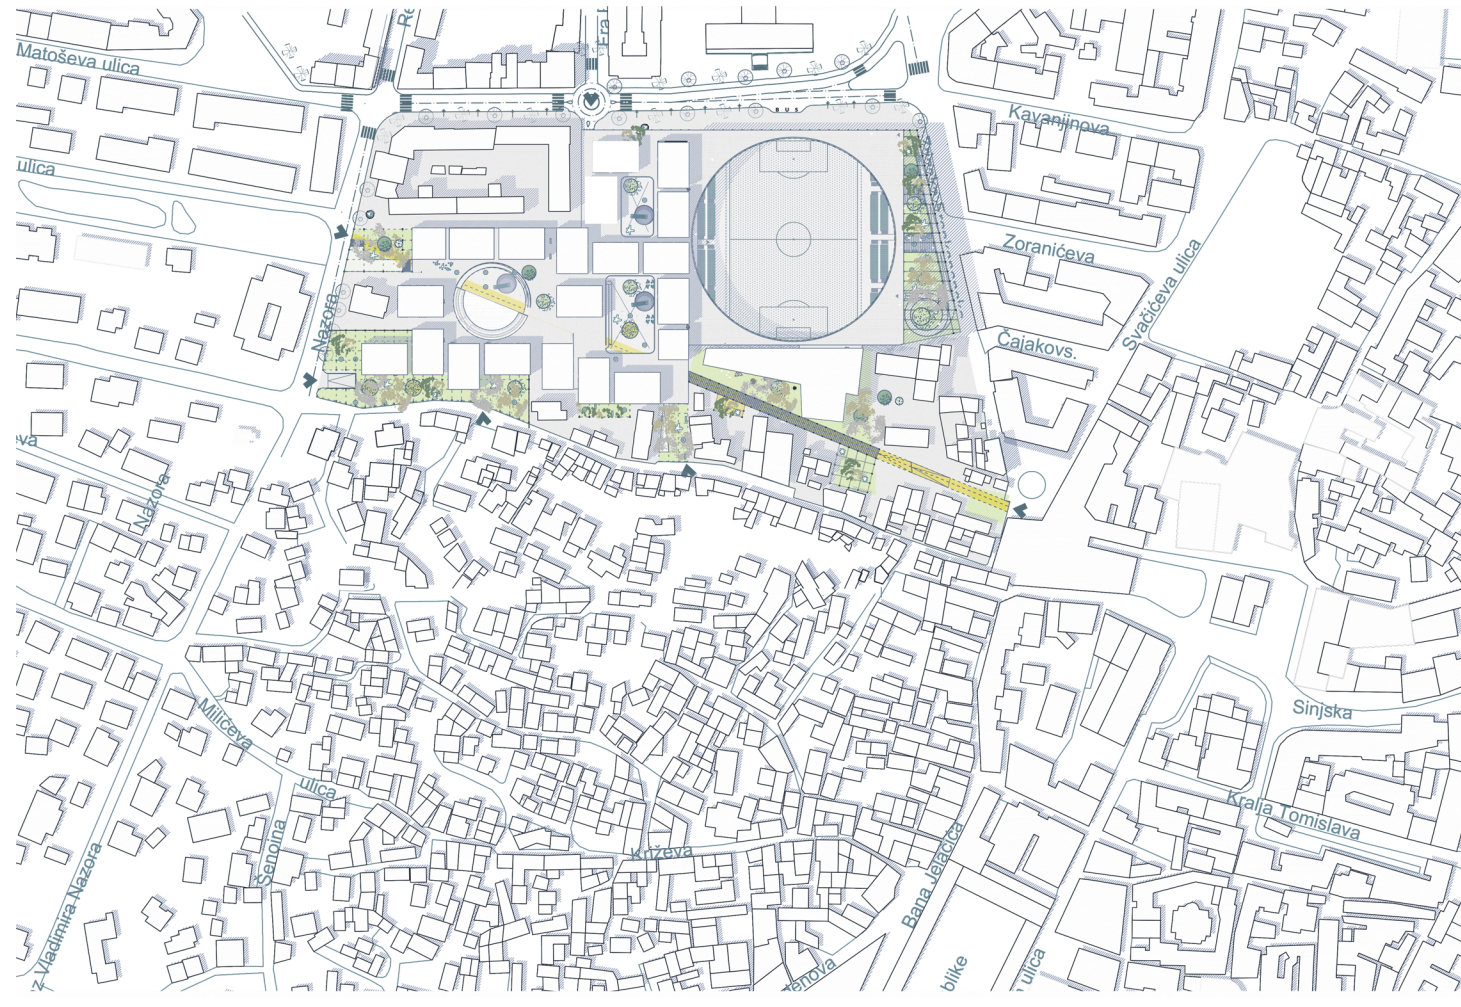 Matoševa ulica
ulica
BUS
Kavanjinova
Zoranićeva
Svačićeva ulica
Čajakovs.
Nazora
Nazora
Milićeva
ulica
Šenoina
z Vladimira Nazora
Križeva
Bana Jelačića
Sinjska
Kralja Tomislava
ulica